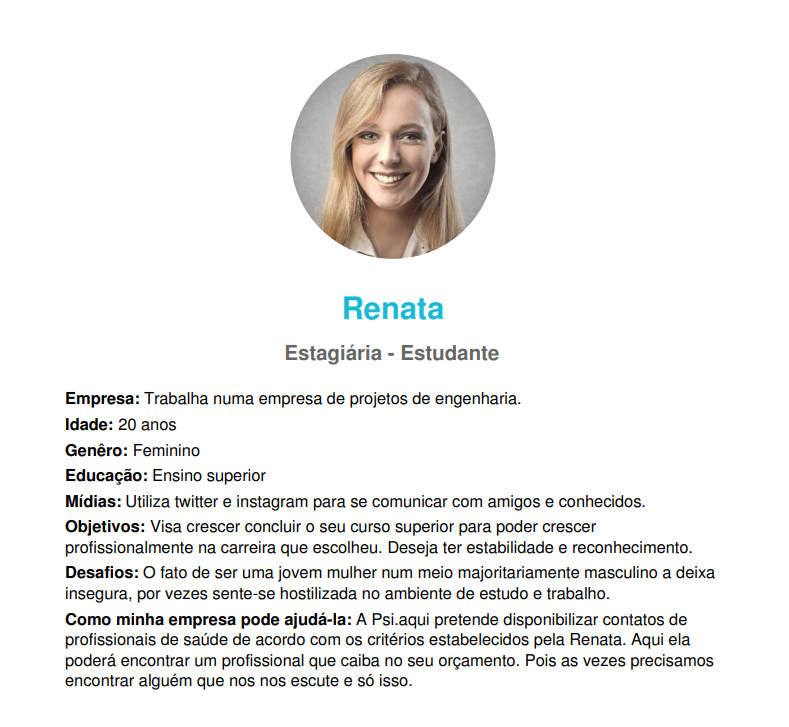 Renata
Estagiária - Estudante
Empresa: Trabalha numa empresa de projetos de engenharia.
Idade: 20 anos
Genêro: Feminino
Educação: Ensino superior
Mídias: Utiliza twitter e instagram para se comunicar com amigos e conhecidos.
Objetivos: Visa crescer concluir o seu curso superior para poder crescer
profissionalmente na carreira que escolheu. Deseja ter estabilidade e reconhecimento.
Desafios: O fato de ser uma jovem mulher num meio majoritariamente masculino a deixa
insegura, por vezes sente-se hostilizada no ambiente de estudo e trabalho.
Como minha empresa pode ajudá-la: A Psi.aqui pretende disponibilizar contatos de
profissionais de saúde de acordo com os critérios estabelecidos pela Renata. Aqui ela
poderá encontrar um profissional que caiba no seu orçamento. Pois as vezes precisamos
encontrar alguém que nos nos escute e só isso.